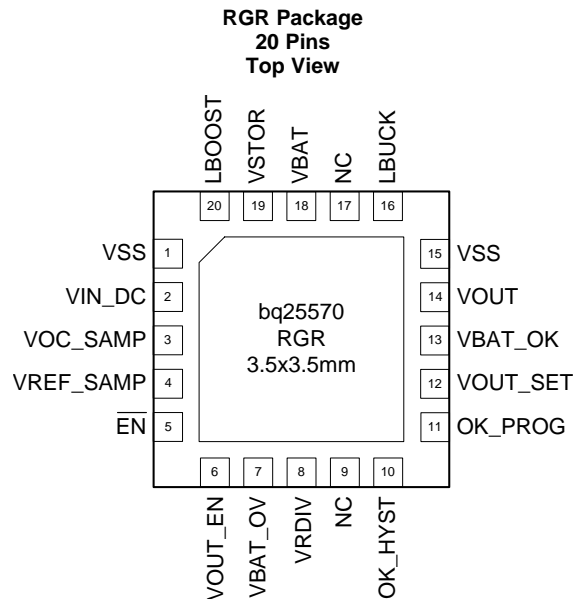 RGR Package
20 Pins
Top View
LBOOST
VSTOR
VBAT
NC
LBUCK
20
19
18
17
16
VSS 1
VIN_DC 2
VOC_SAMP 3
VREF_SAMP 4
EN 5
bq25570
RGR
3.5x3.5mm
15 VSS
14 VOUT
13 VBAT_OK
12 VOUT_SET
11 OK_PROG
6
7
8
9
10
VOUT_EN
VBAT_OV
VRDIV
NC
OK_HYST